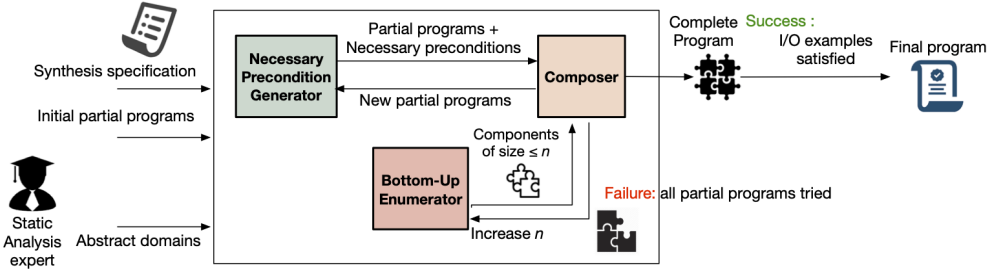 Synthesis specification
Initial partial programs
Static
Analysis
expert
Abstract domains
Necessary
Precondition
Generator
Partial programs +
Necessary preconditions
New partial programs
Composer
Components
of size ≤ n
Bottom-Up
Enumerator
Increase n
Failure: all partial programs tried
Complete
Program
Success :
I/O examples
satisfied
Final program